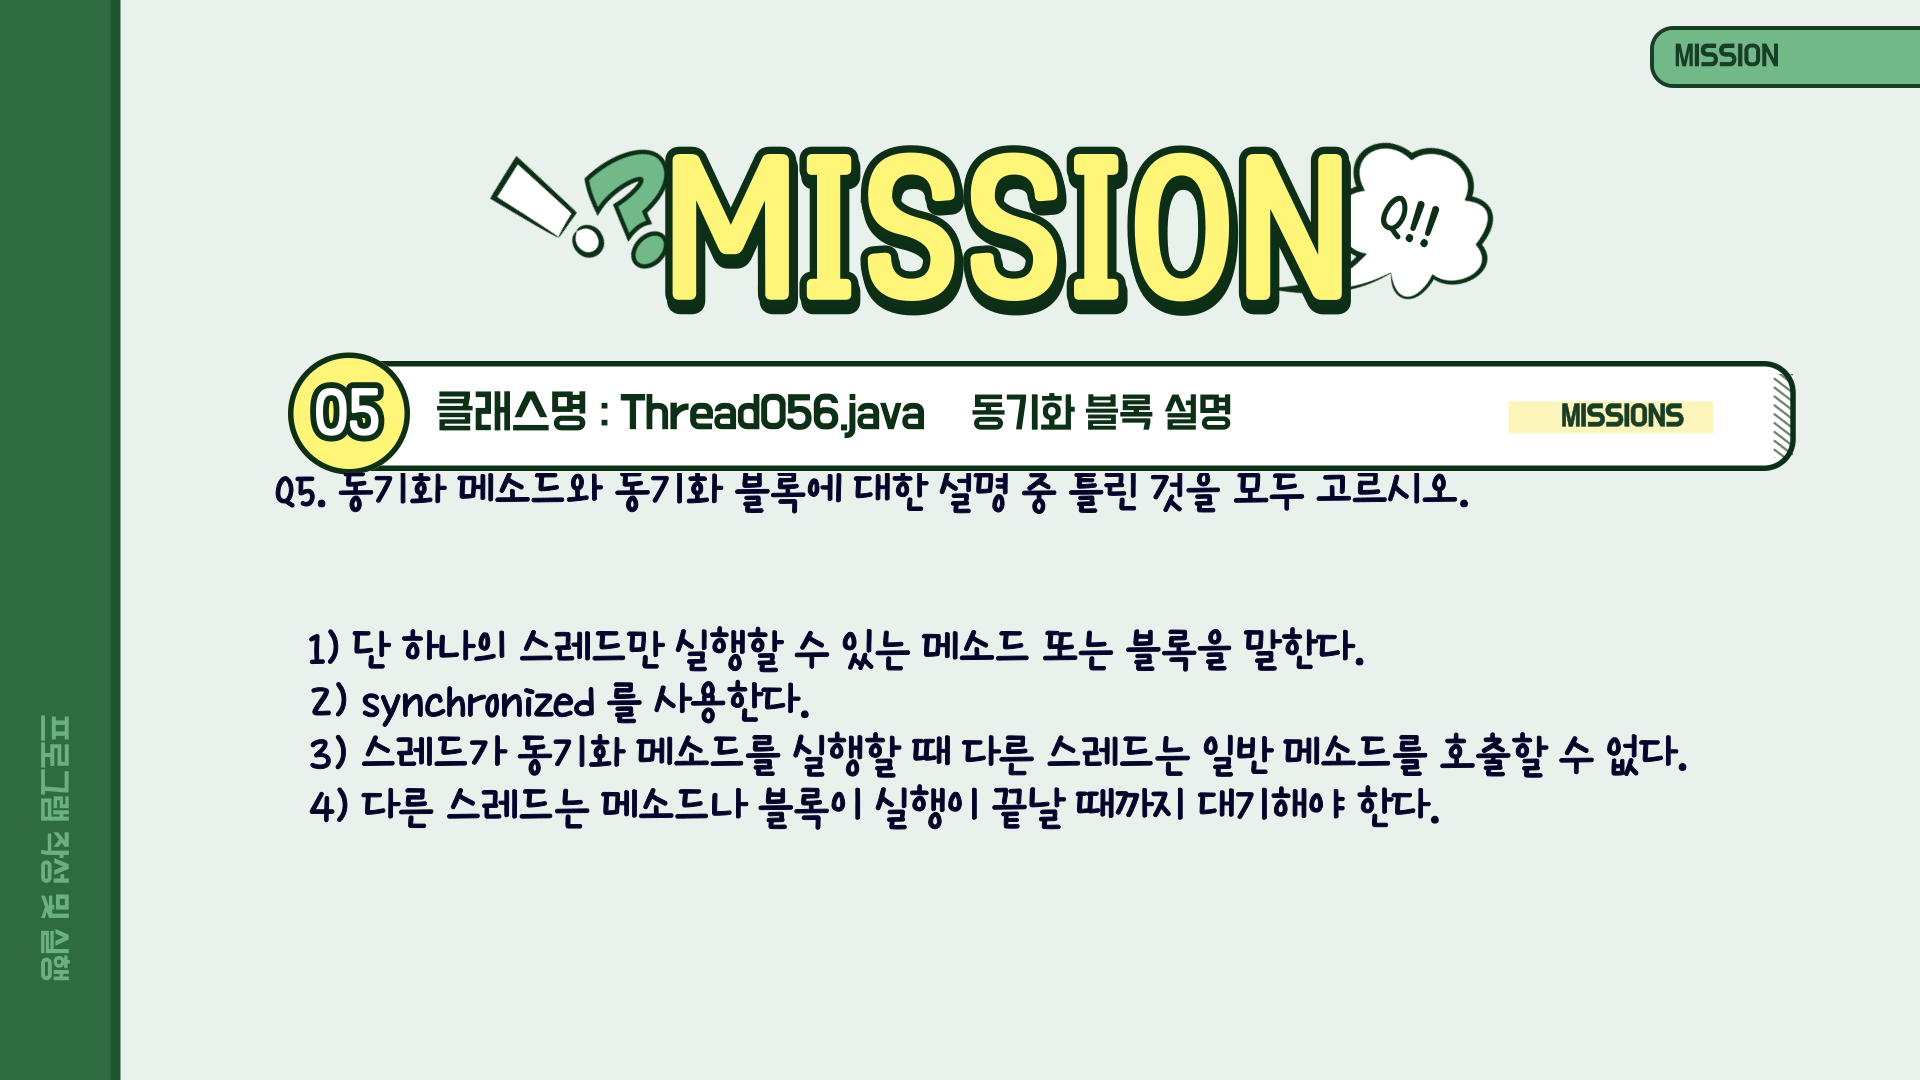 MISSION
MISSION
Q!!
05 클래스명 : Thread056.java 동기화 블록 설명 MISSIONS
Q5. 동기화 메소드와 동기화 블록에 대한 설명 중 틀린 것을 모두 고르시오.
1) 단 하나의 스레드만 실행할 수 있는 메소드 또는 블록을 말한다.
2) synchronized 를 사용한다.
3) 스레드가 동기화 메소드를 실행할 때 다른 스레드는 일반 메소드를 호출할 수 없다.
4) 다른 스레드는 메소드나 블록이 실행이 끝날 때까지 대기해야 한다.
프로그램 작성 및 실행